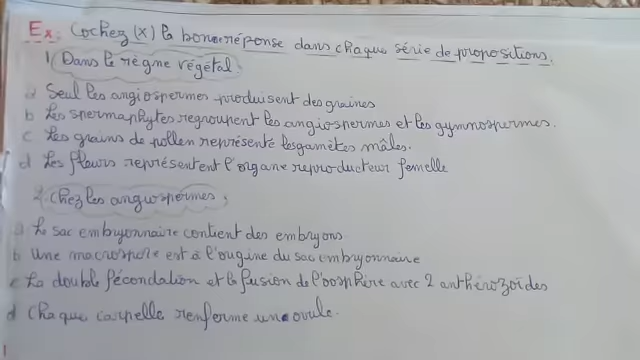 Ex: Cochez (x) la bonne réponse dans chaque série de propositions.
1) Dans le règne végétal:
a Seul les angiospermes produisent des graines
b Les spermaphytes regroupent les angiospermes et les gymnospermes.
c Les grains de pollen représenté les gamètes mâles.
d Les fleurs représentent l'organe reproducteur femelle
2. chez les angiospermes;
a Le sac embryonnaire contient des embryons
b Une macrospore est à l'origine du sac embryonnaire
c La double fécondation et la fusion de l'oosphère avec 2 anthérozoïdes
d chaque carpelle renferme un ovule.